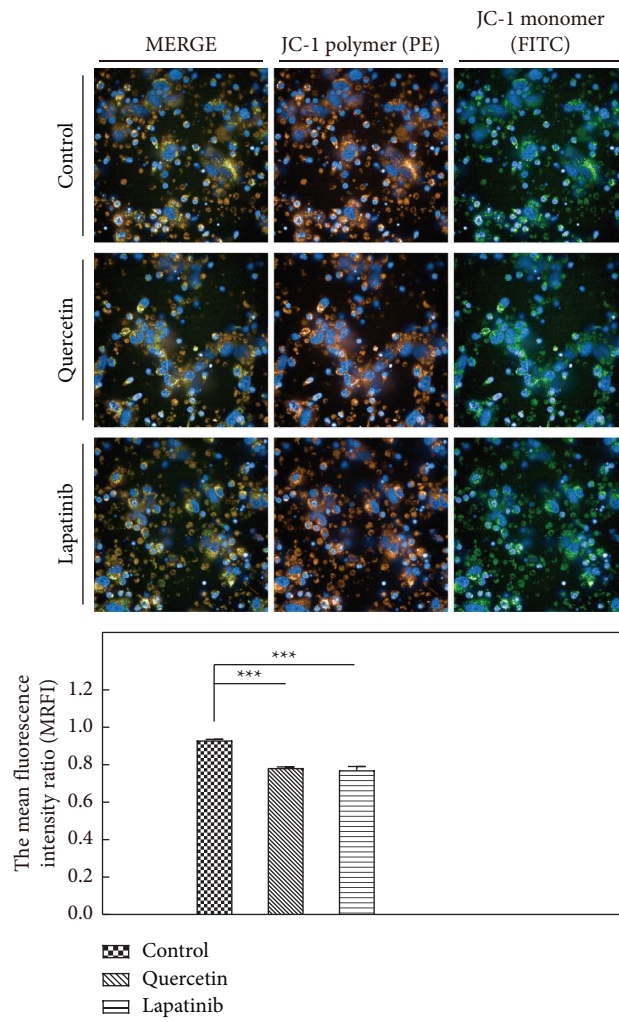 MERGE
JC-1 polymer (PE)
JC-1 monomer
(FITC)
Control
Quercetin
Lapatinib
The mean fluorescence
intensity ratio (MRFI)
1.2
1.0
0.8
0.6
0.4
0.2
0.0
***
***
Control
Quercetin
Lapatinib